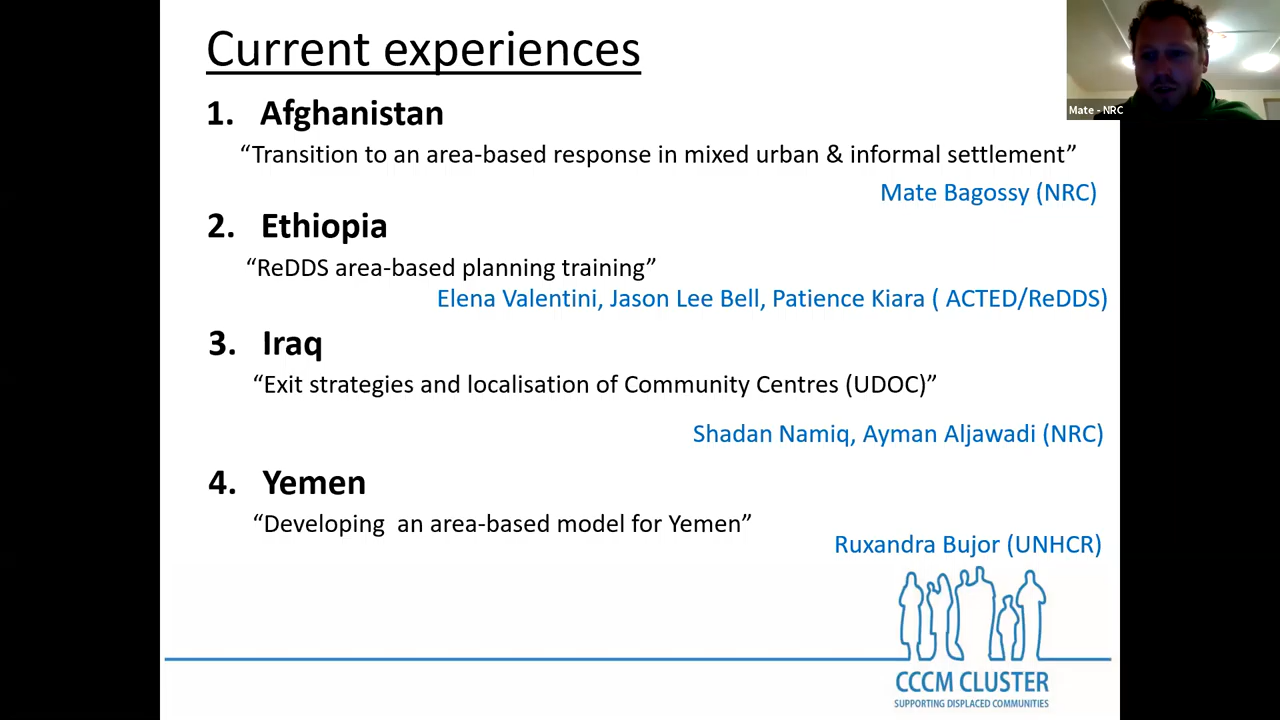 Current experiences
Mate - NRC
1. Afghanistan
“Transition to an area-based response in mixed urban & informal settlement”
Mate Bagossy (NRC)
2. Ethiopia
“ReDDS area-based planning training”
Elena Valentini, Jason Lee Bell, Patience Kiara ( ACTED/ReDDS)
3. Iraq
“Exit strategies and localisation of Community Centres (UDOC)”
Shadan Namiq, Ayman Aljawadi (NRC)
4. Yemen
“Developing  an area-based model for Yemen”
Ruxandra Bujor (UNHCR)
CCCM CLUSTER
SUPPORTING DISPLACED COMMUNITIES